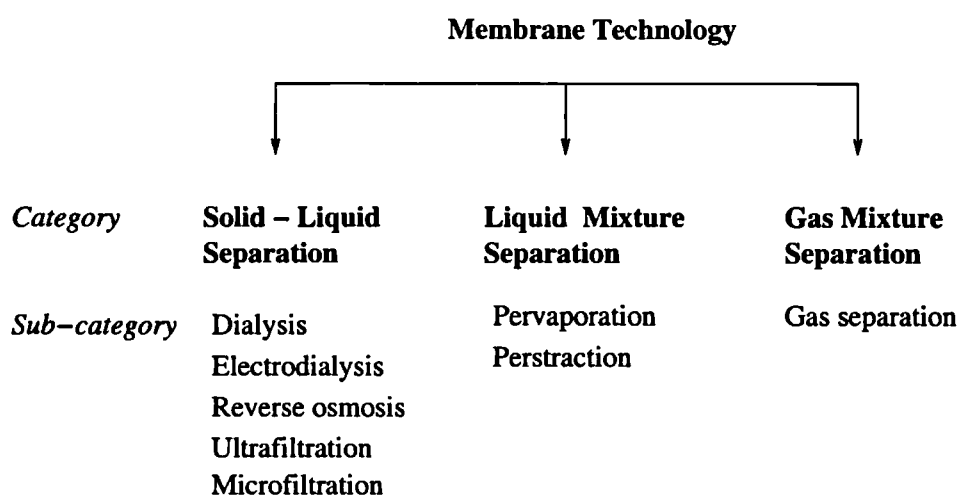 Membrane Technology
Category
Solid – Liquid
Separation
Liquid Mixture
Separation
Gas Mixture
Separation
Sub–category
Dialysis
Electrodialysis
Reverse osmosis
Ultrafiltration
Microfiltration
Pervaporation
Perstraction
Gas separation